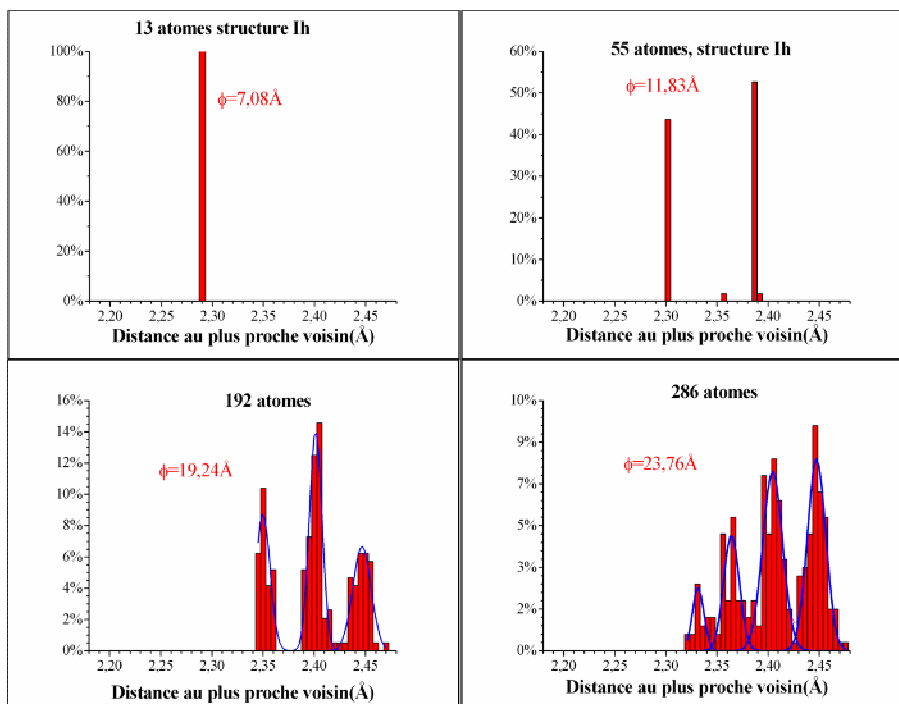 13 atomes structure Ih
100%
80%
60%
40%
20%
0%
ϕ=7,08Å
2,20 2,25 2,30 2,35 2,40 2,45
Distance au plus proche voisin(Å)
55 atomes, structure Ih
60%
50%
40%
30%
20%
10%
0%
ϕ=11,83Å
2,20 2,25 2,30 2,35 2,40 2,45
Distance au plus proche voisin(Å)
192 atomes
16%
14%
12%
10%
8%
6%
4%
2%
0%
ϕ=19,24Å
2,20 2,25 2,30 2,35 2,40 2,45
Distance au plus proche voisin(Å)
286 atomes
10%
9%
7%
5%
2%
0%
ϕ=23,76Å
2,20 2,25 2,30 2,35 2,40 2,45
Distance au plus proche voisin(Å)